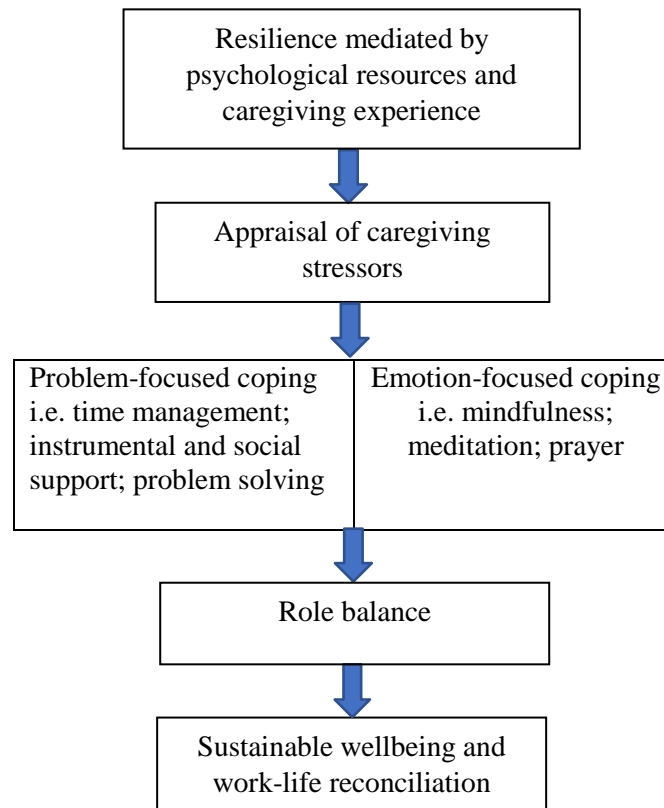 Resilience mediated by
psychological resources and
caregiving experience
Appraisal of caregiving
stressors
Problem-focused coping
i.e. time management;
instrumental and social
support; problem solving
Emotion-focused coping
i.e. mindfulness;
meditation; prayer
Role balance
Sustainable wellbeing and
work-life reconciliation